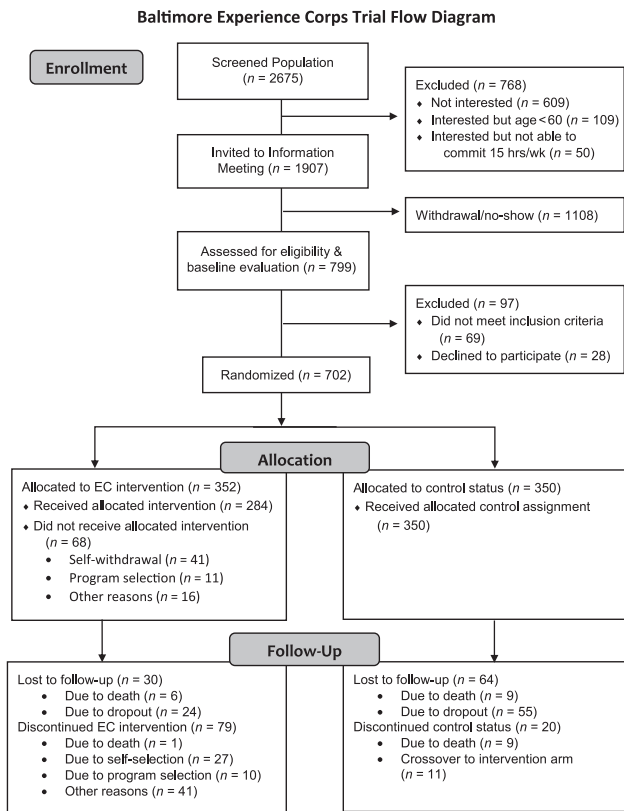 Baltimore Experience Corps Trial Flow Diagram
Enrollment
Screened Population
(n = 2675)
Excluded (n = 768)
♦ Not interested (n = 609)
♦ Interested but age<60 (n = 109)
♦ Interested but not able to
commit 15 hrs/wk (n = 50)
Invited to Information
Meeting (n = 1907)
Withdrawal/no-show (n = 1108)
Assessed for eligibility &
baseline evaluation (n = 799)
Excluded (n = 97)
♦ Did not meet inclusion criteria
(n = 69)
♦ Declined to participate (n = 28)
Randomized (n = 702)
Allocation
Allocated to EC intervention (n = 352)
♦ Received allocated intervention (n = 284)
♦ Did not receive allocated intervention
(n = 68)
• Self-withdrawal (n = 41)
• Program selection (n = 11)
• Other reasons (n = 16)
Allocated to control status (n = 350)
♦ Received allocated control assignment
(n = 350)
Follow-Up
Lost to follow-up (n = 30)
• Due to death (n = 6)
• Due to dropout (n = 24)
Discontinued EC intervention (n = 79)
• Due to death (n = 1)
• Due to self-selection (n = 27)
• Due to program selection (n = 10)
• Other reasons (n = 41)
Lost to follow-up (n = 64)
• Due to death (n = 9)
• Due to dropout (n = 55)
Discontinued control status (n = 20)
• Due to death (n = 9)
• Crossover to intervention arm
(n = 11)